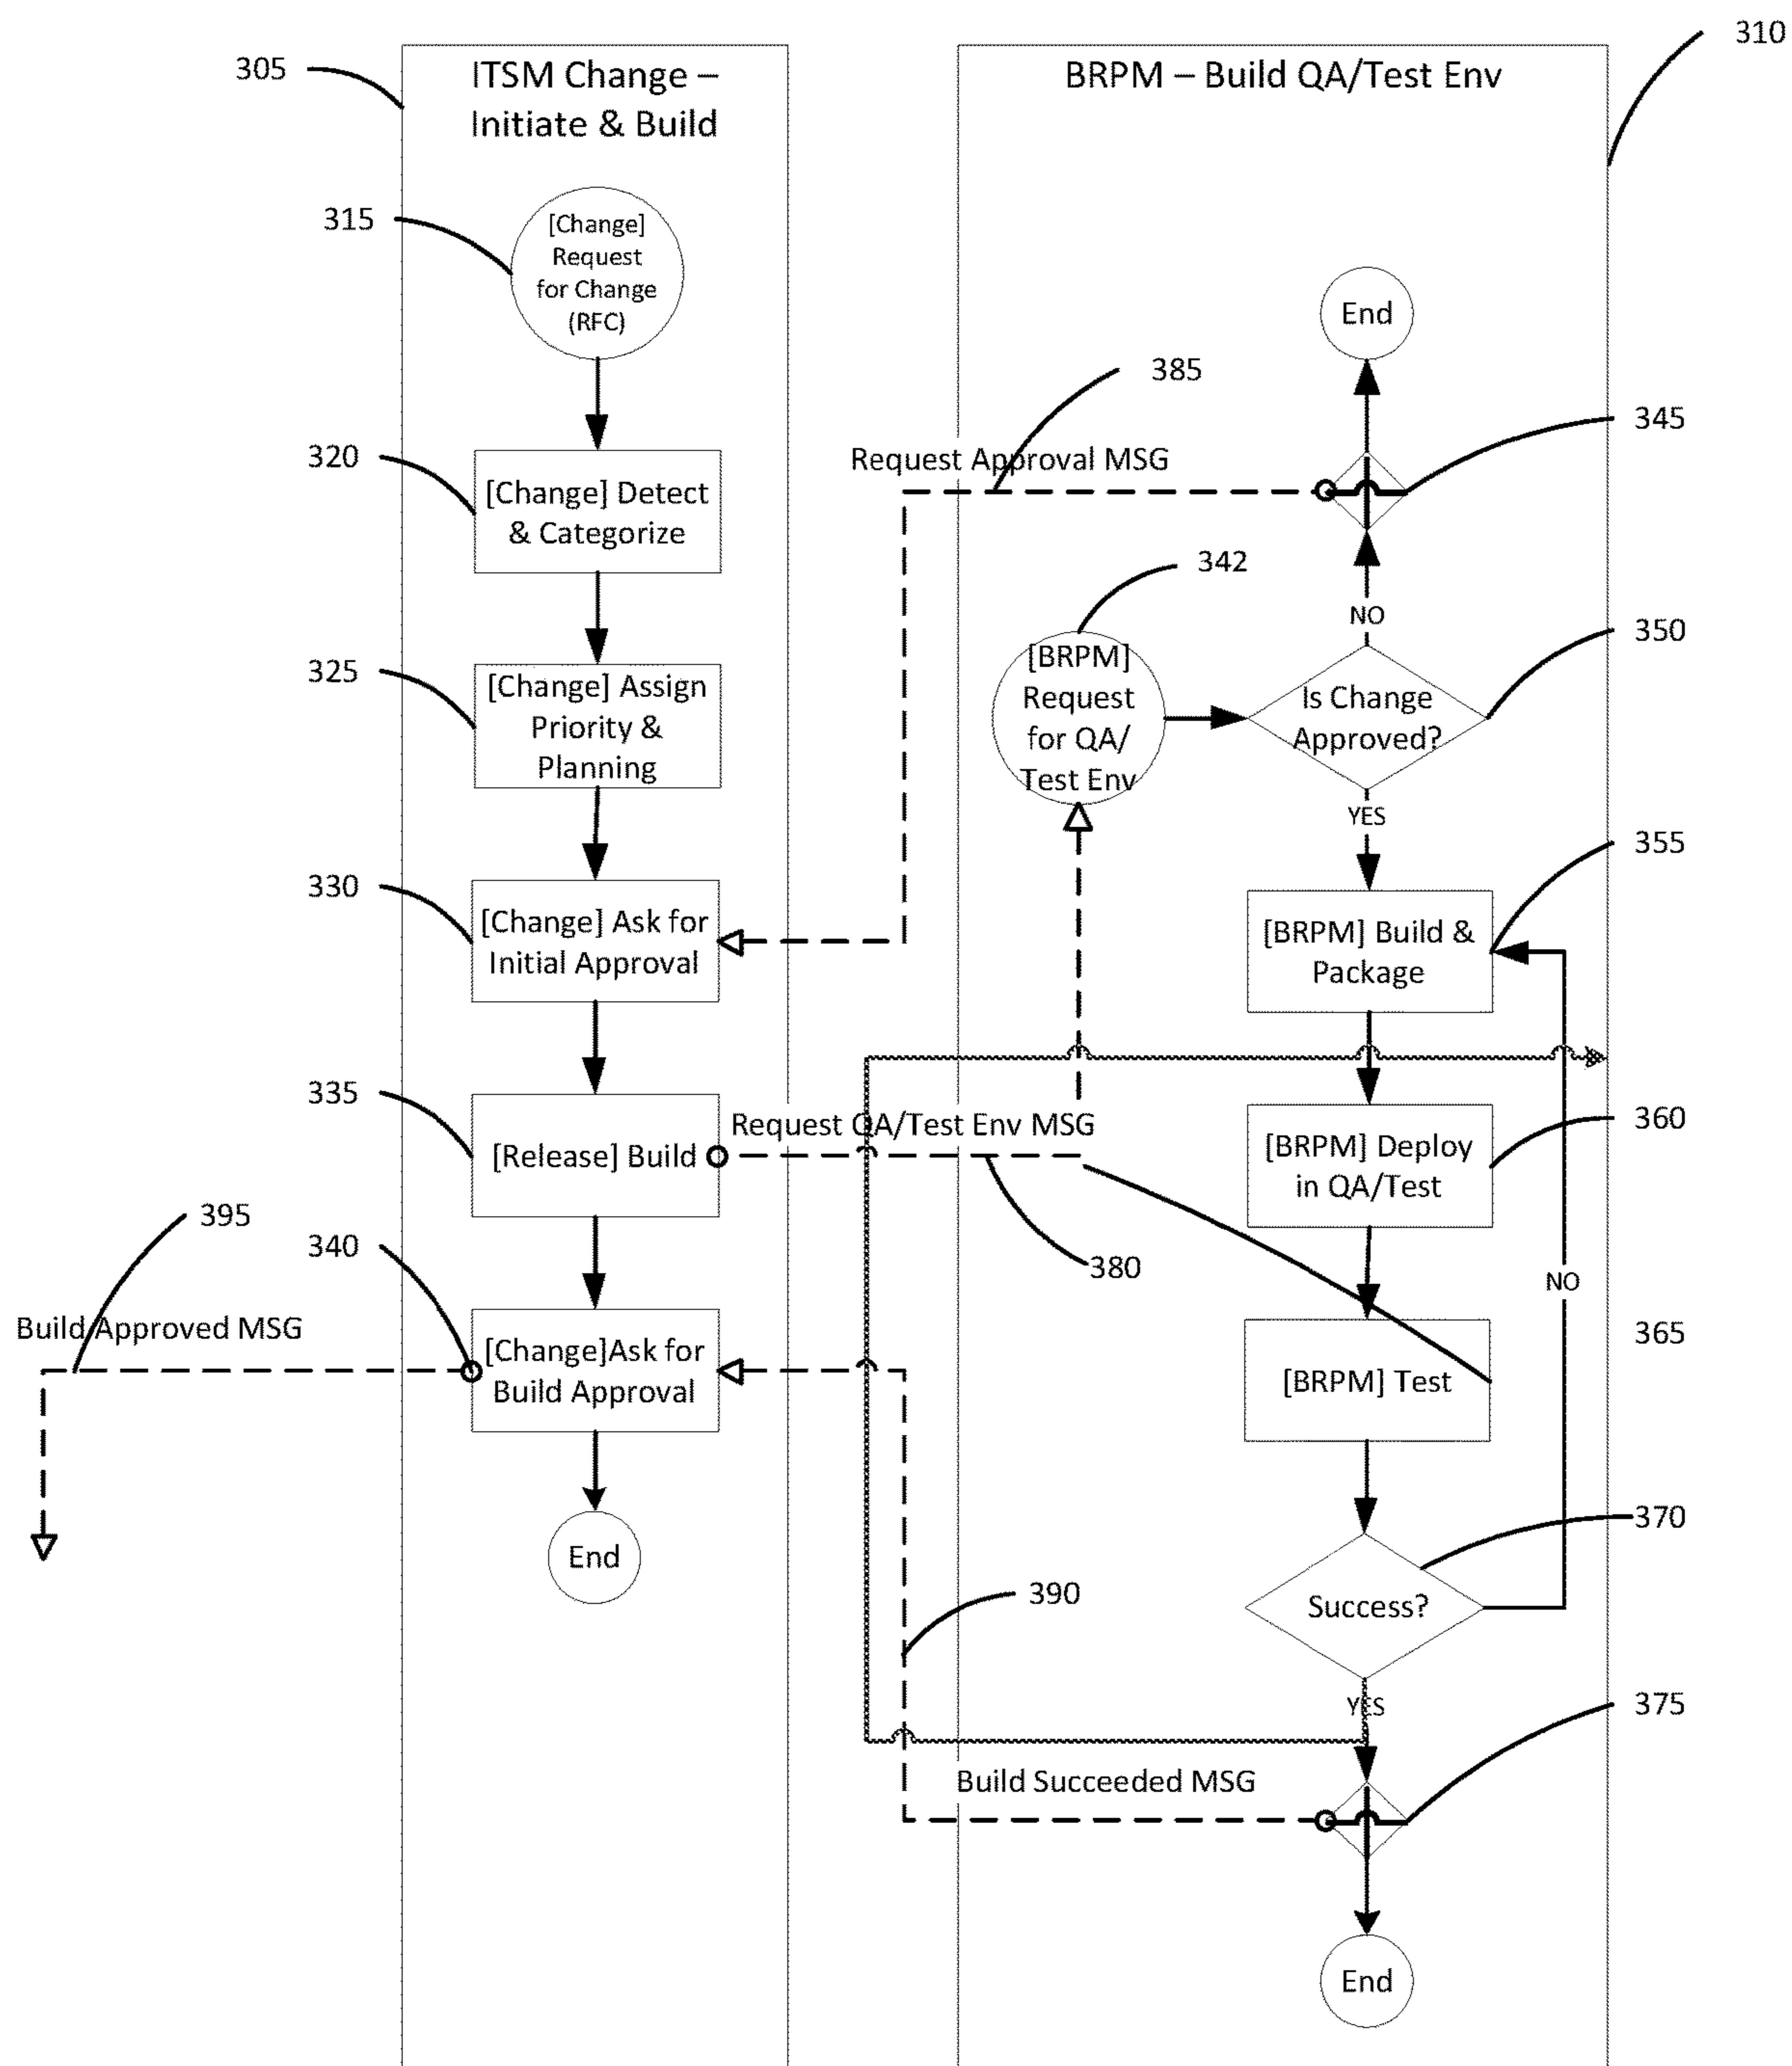 310
305
ITSM Change –
Initiate & Build
BRPM – Build QA/Test Env
315
[Change]
Request
for Change
(RFC)
End
385
345
320
Request Approval MSG
[Change] Detect
& Categorize
342
NO
350
325
[BRPM]
Request
for QA/
Test Env
[Change] Assign
Priority &
Planning
Is Change
Approved?
YES
355
330
[Change] Ask for
Initial Approval
[BRPM] Build &
Package
335
Request QA/Test Env MSG
360
[Release] Build
[BRPM] Deploy
in QA/Test
395
340
380
NO
Build Approved MSG
365
[Change]Ask for
Build Approval
[BRPM] Test
370
End
390
Success?
YES
375
Build Succeeded MSG
End